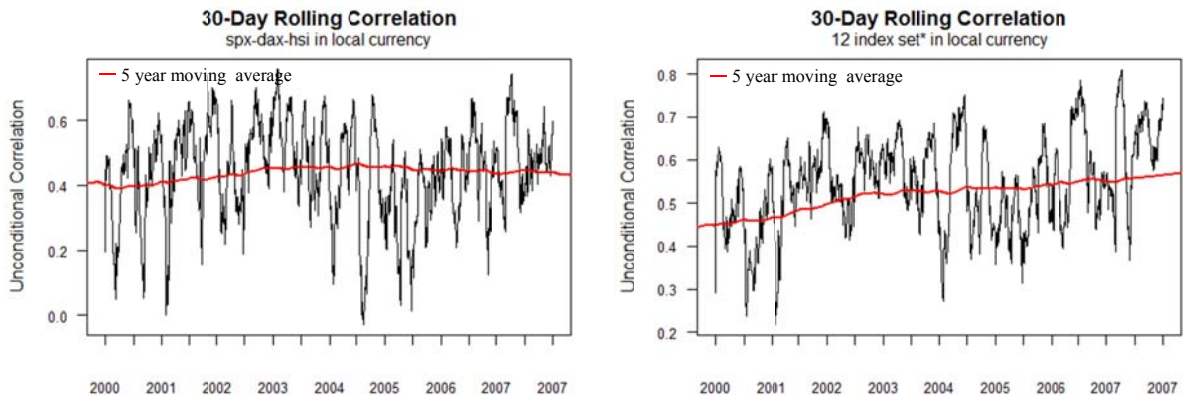 30-Day Rolling Correlation
spx-dax-hsi in local currency
5 year moving average
Unconditional Correlation
0.6
0.4
0.2
0.0
2000 2001 2002 2003 2004 2005 2006 2007 2007
30-Day Rolling Correlation
12 index set* in local currency
5 year moving average
Unconditional Correlation
0.8
0.7
0.6
0.5
0.4
0.3
0.2
2000 2001 2002 2003 2004 2005 2006 2007 2007